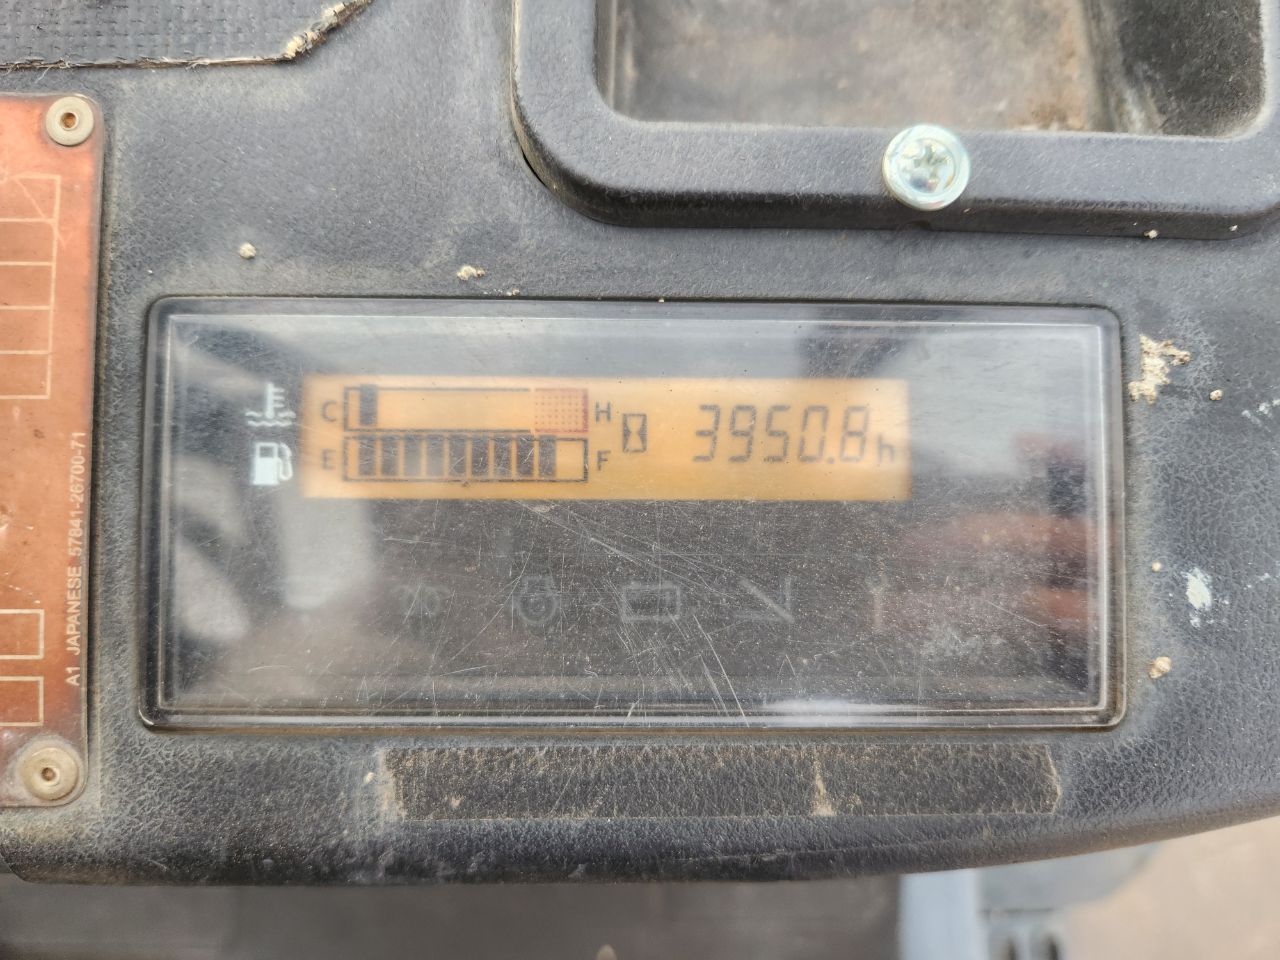 C H
3950.8h
E F
A1 JAPANESE 57841-26700-71